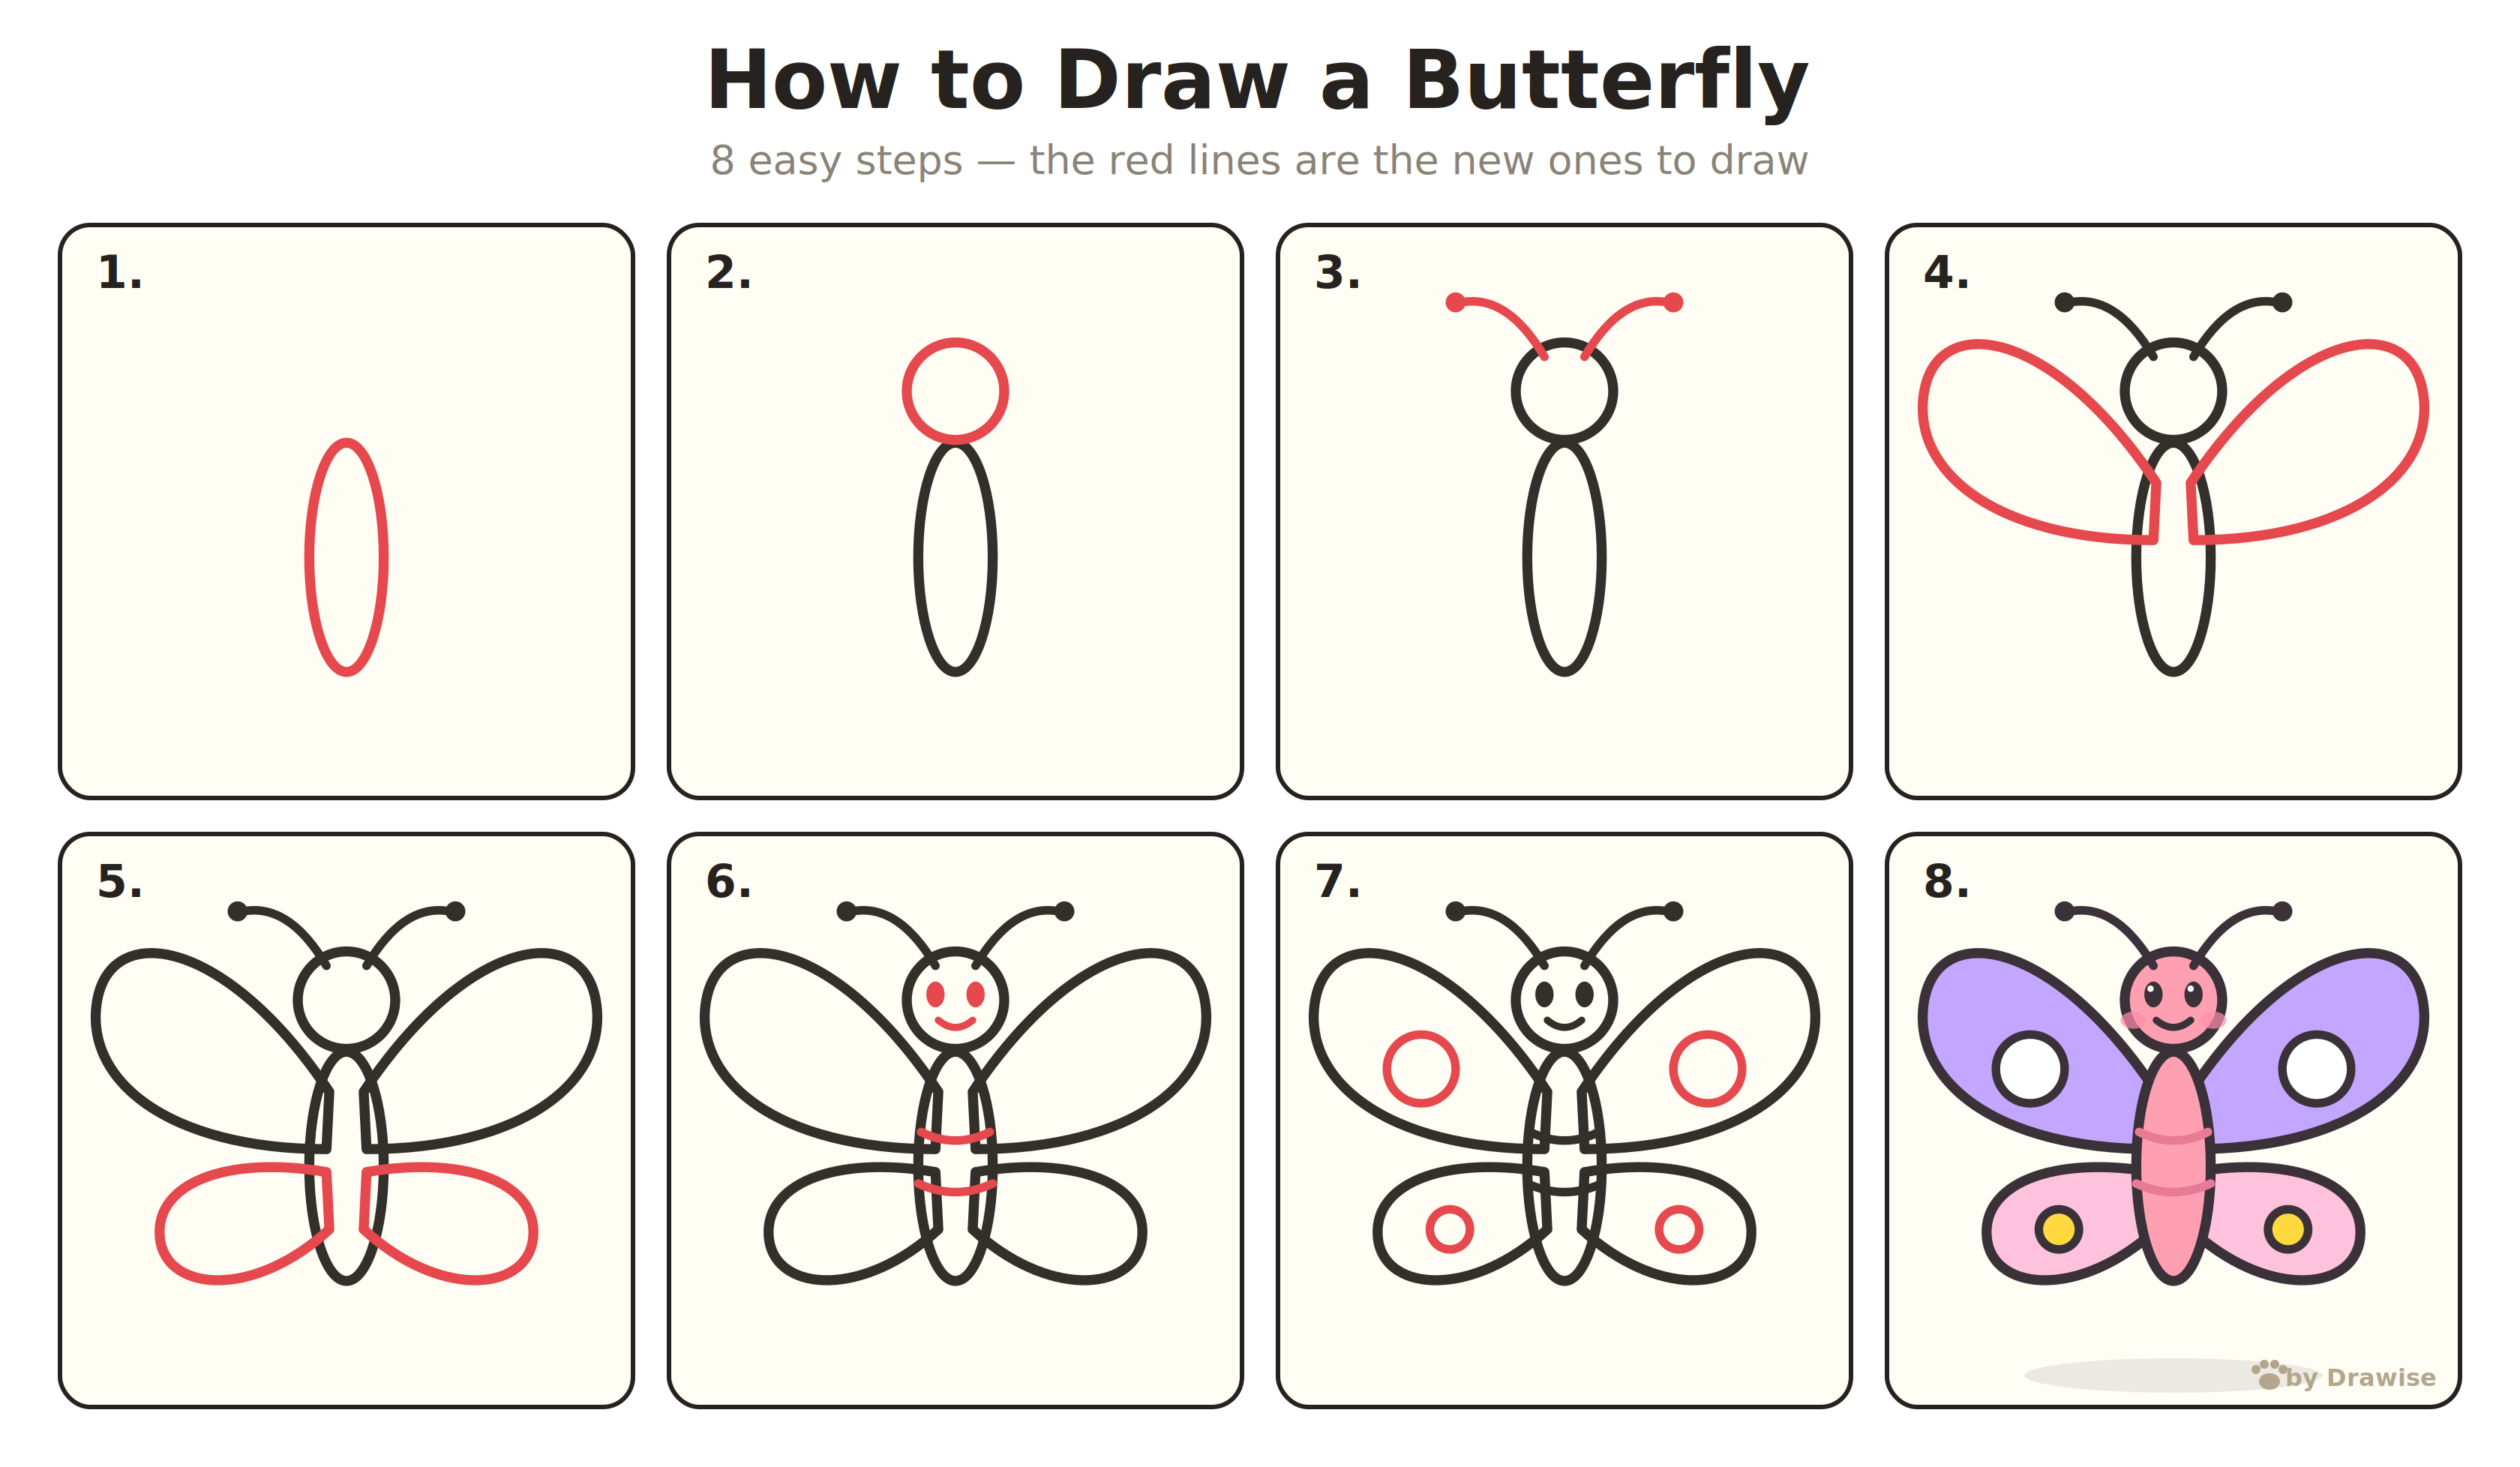 How to Draw a Butterfly
8 easy steps — the red lines are the new ones to draw
1.
2.
3.
4.
5.
6.
7.
8.
by Drawise